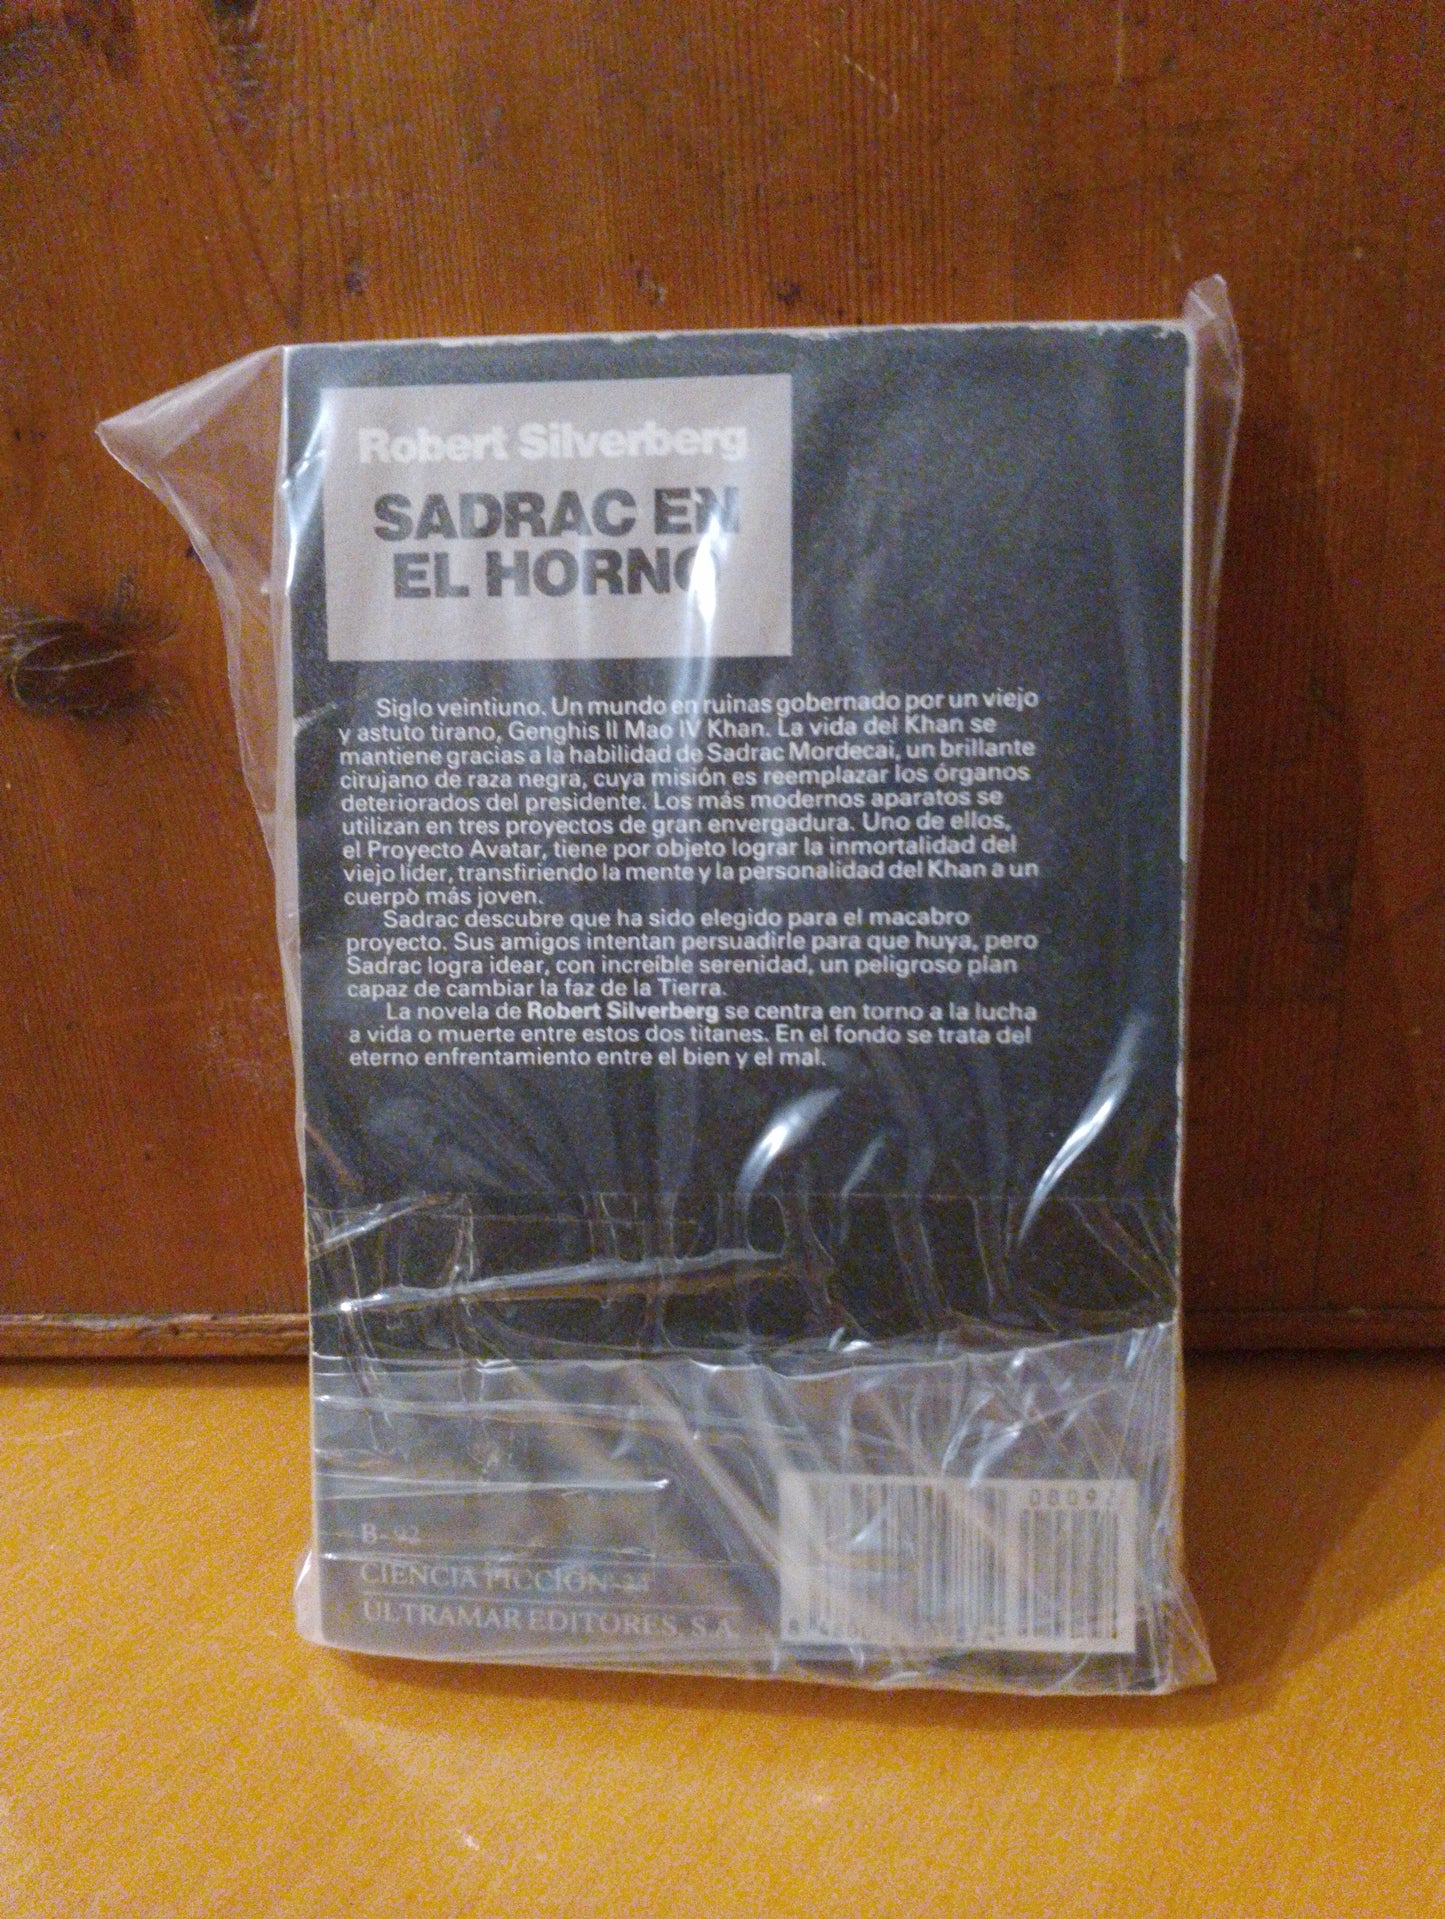 Robert Silverberg
SADRAC EN
EL HORNO
Siglo veintiuno. Un mundo en ruinas gobernado por un viejo
y astuto tirano, Genghis II Mao IV Khan. La vida del Khan se
mantiene gracias a la habilidad de Sadrac Mordecai, un brillante
cirujano de raza negra, cuya misión es reemplazar los órganos
deteriorados del presidente. Los más modernos aparatos se
utilizan en tres proyectos de gran envergadura. Uno de ellos,
el Proyecto Avatar, tiene por objeto lograr la inmortalidad del
viejo líder, transfiriendo la mente y la personalidad del Khan a un
cuerpo más joven.
Sadrac descubre que ha sido elegido para el macabro
proyecto. Sus amigos intentan persuadirle para que huya, pero
Sadrac logra idear, con increíble serenidad, un peligroso plan
capaz de cambiar la faz de la Tierra.
La novela de Robert Silverberg se centra en torno a la lucha
a vida o muerte entre estos dos titanes. En el fondo se trata del
eterno enfrentamiento entre el bien y el mal.
08092
B-92
CIENCIA FICCION
ULTRAMAR EDITORES, S.A.